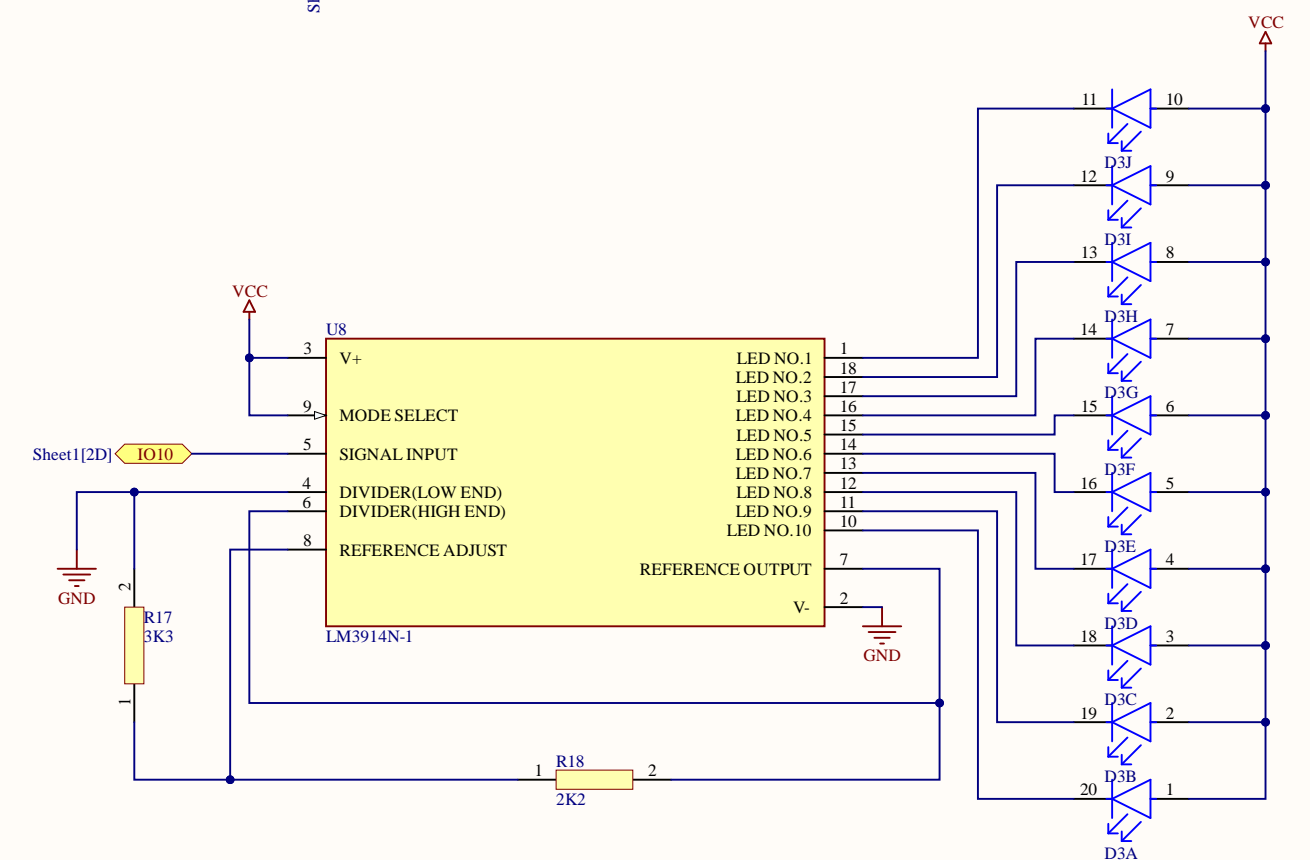 SI
VCC
11 10
D3J
12 9
D3I
13 8
D3H
14 7
D3G
15 6
D3F
16 5
D3E
17 4
D3D
18 3
D3C
19 2
D3B
20 1
D3A
VCC
U8
3 V+
9 MODE SELECT
Sheet1[2D] IO10
5 SIGNAL INPUT
4 DIVIDER(LOW END)
6 DIVIDER(HIGH END)
8 REFERENCE ADJUST
LED NO.1 1
LED NO.2 18
LED NO.3 17
LED NO.4 16
LED NO.5 15
LED NO.6 14
LED NO.7 13
LED NO.8 12
LED NO.9 11
LED NO.10 10
REFERENCE OUTPUT 7
V- 2
LM3914N-1
GND
GND
2
R17
3K3
1
R18
1 2
2K2